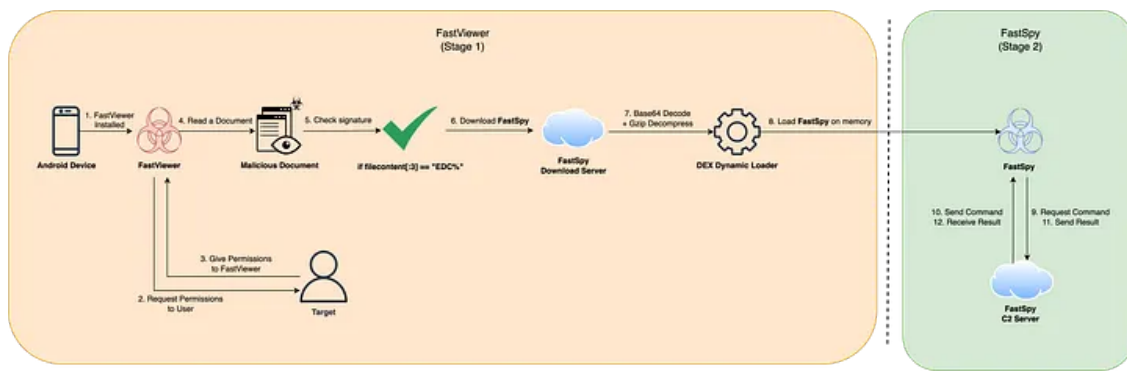 FastViewer
(Stage 1)
FastSpy
(Stage 2)
1. FastViewer
Installed
4. Read a Document
5. Check signature
6. Download FastSpy
7. Base64 Decode
+ Gzip Decompress
8. Load FastSpy on memory
Android Device
FastViewer
Malicious Document
if filecontent[:3] == "EDC%"
FastSpy
Download Server
DEX Dynamic Loader
FastSpy
3. Give Permissions
to FastViewer
2. Request Permissions
to User
Target
10. Send Command
12. Receive Result
9. Request Command
11. Send Result
FastSpy
C2 Server